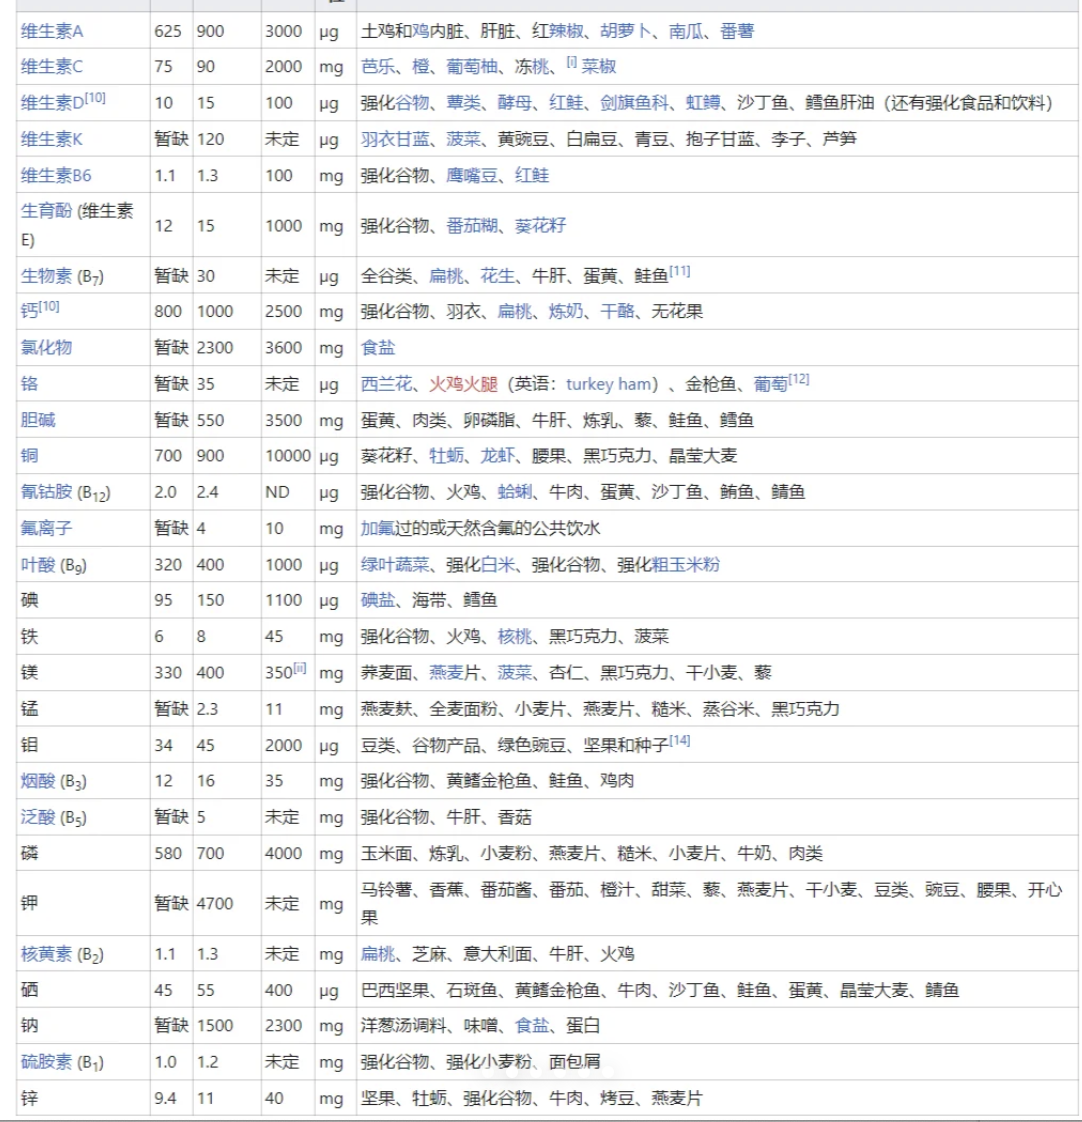 维生素A 625 900 3000 µg 土鸡和鸡内脏、肝脏、红辣椒、胡萝卜、南瓜、番薯
维生素C 75 90 2000 mg 芭乐、橙、葡萄柚、冻桃、[i] 菜椒
维生素D[10] 10 15 100 µg 强化谷物、蕈类、酵母、红鲑、剑旗鱼科、虹鳟、沙丁鱼、鳕鱼肝油（还有强化食品和饮料）
维生素K 暂缺 120 未定 µg 羽衣甘蓝、菠菜、黄豌豆、白扁豆、青豆、抱子甘蓝、李子、芦笋
维生素B6 1.1 1.3 100 mg 强化谷物、鹰嘴豆、红鲑
生育酚 (维生素
E) 12 15 1000 mg 强化谷物、番茄糊、葵花籽
生物素 (B7) 暂缺 30 未定 µg 全谷类、扁桃、花生、牛肝、蛋黄、鲑鱼[11]
钙[10] 800 1000 2500 mg 强化谷物、羽衣、扁桃、炼奶、干酪、无花果
氯化物 暂缺 2300 3600 mg 食盐
铬 暂缺 35 未定 µg 西兰花、火鸡火腿（英语：turkey ham）、金枪鱼、葡萄[12]
胆碱 暂缺 550 3500 mg 蛋黄、肉类、卵磷脂、牛肝、炼乳、藜、鲑鱼、鳕鱼
铜 700 900 10000 µg 葵花籽、牡蛎、龙虾、腰果、黑巧克力、晶莹大麦
氰钴胺 (B12) 2.0 2.4 ND µg 强化谷物、火鸡、蛤蜊、牛肉、蛋黄、沙丁鱼、鲔鱼、鲭鱼
氟离子 暂缺 4 10 mg 加氟过的或天然含氟的公共饮水
叶酸 (B9) 320 400 1000 µg 绿叶蔬菜、强化白米、强化谷物、强化粗玉米粉
碘 95 150 1100 µg 碘盐、海带、鳕鱼
铁 6 8 45 mg 强化谷物、火鸡、核桃、黑巧克力、菠菜
镁 330 400 350[ii] mg 荞麦面、燕麦片、菠菜、杏仁、黑巧克力、干小麦、藜
锰 暂缺 2.3 11 mg 燕麦麸、全麦面粉、小麦片、燕麦片、糙米、蒸谷米、黑巧克力
钼 34 45 2000 µg 豆类、谷物产品、绿色豌豆、坚果和种子[14]
烟酸 (B3) 12 16 35 mg 强化谷物、黄鳍金枪鱼、鲑鱼、鸡肉
泛酸 (B5) 暂缺 5 未定 mg 强化谷物、牛肝、香菇
磷 580 700 4000 mg 玉米面、炼乳、小麦粉、燕麦片、糙米、小麦片、牛奶、肉类
钾 暂缺 4700 未定 mg 马铃薯、香蕉、番茄酱、番茄、橙汁、甜菜、藜、燕麦片、干小麦、豆类、豌豆、腰果、开心
果
核黄素 (B2) 1.1 1.3 未定 mg 扁桃、芝麻、意大利面、牛肝、火鸡
硒 45 55 400 µg 巴西坚果、石斑鱼、黄鳍金枪鱼、牛肉、沙丁鱼、鲑鱼、蛋黄、晶莹大麦、鲭鱼
钠 暂缺 1500 2300 mg 洋葱汤调料、味噌、食盐、蛋白
硫胺素 (B1) 1.0 1.2 未定 mg 强化谷物、强化小麦粉、面包屑
锌 9.4 11 40 mg 坚果、牡蛎、强化谷物、牛肉、烤豆、燕麦片